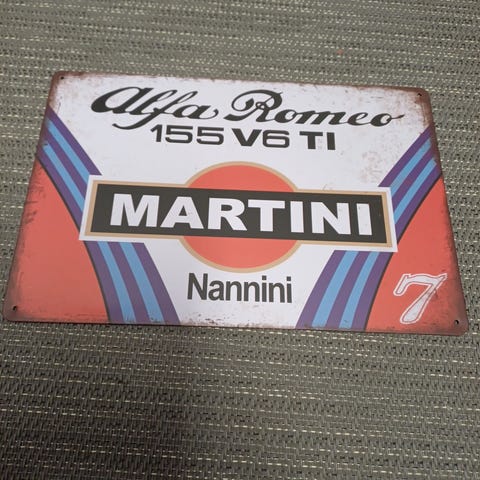 Alfa Romeo
155 V6 TI
MARTINI
Nannini
7